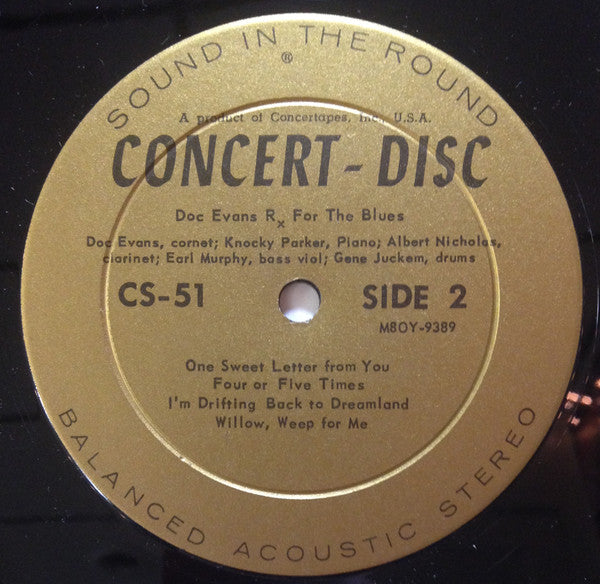 SOUND IN THE ROUND
®
A product of Concertapes, Inc., U.S.A.
CONCERT - DISC
Doc Evans Rx For The Blues
Doc Evans, cornet; Knocky Parker, Piano; Albert Nicholas,
clarinet; Earl Murphy, bass viol; Gene Juckem, drums
CS-51 SIDE 2
M8OY-9389
One Sweet Letter from You
Four or Five Times
I'm Drifting Back to Dreamland
Willow, Weep for Me
BALANCED ACOUSTIC STEREO